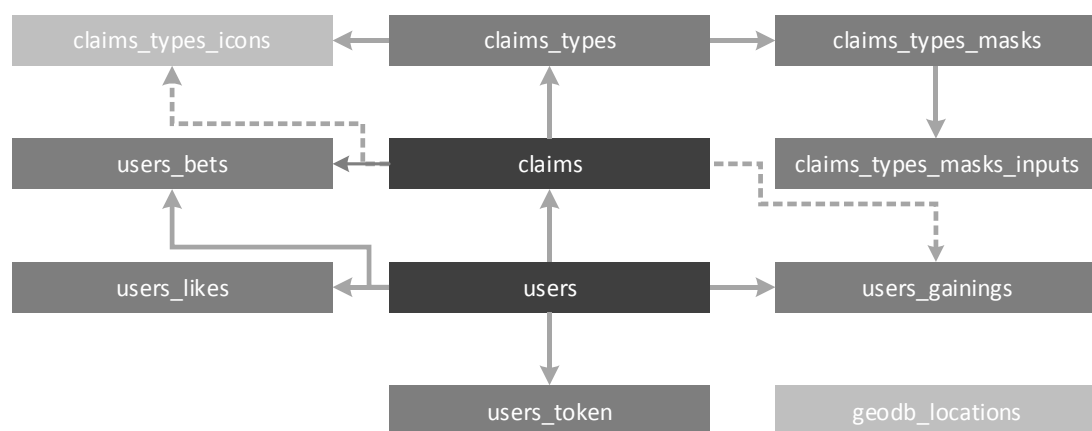 claims_types_icons
claims_types
claims_types_masks
users_bets
claims
claims_types_masks_inputs
users_likes
users
users_gainings
users_token
geodb_locations